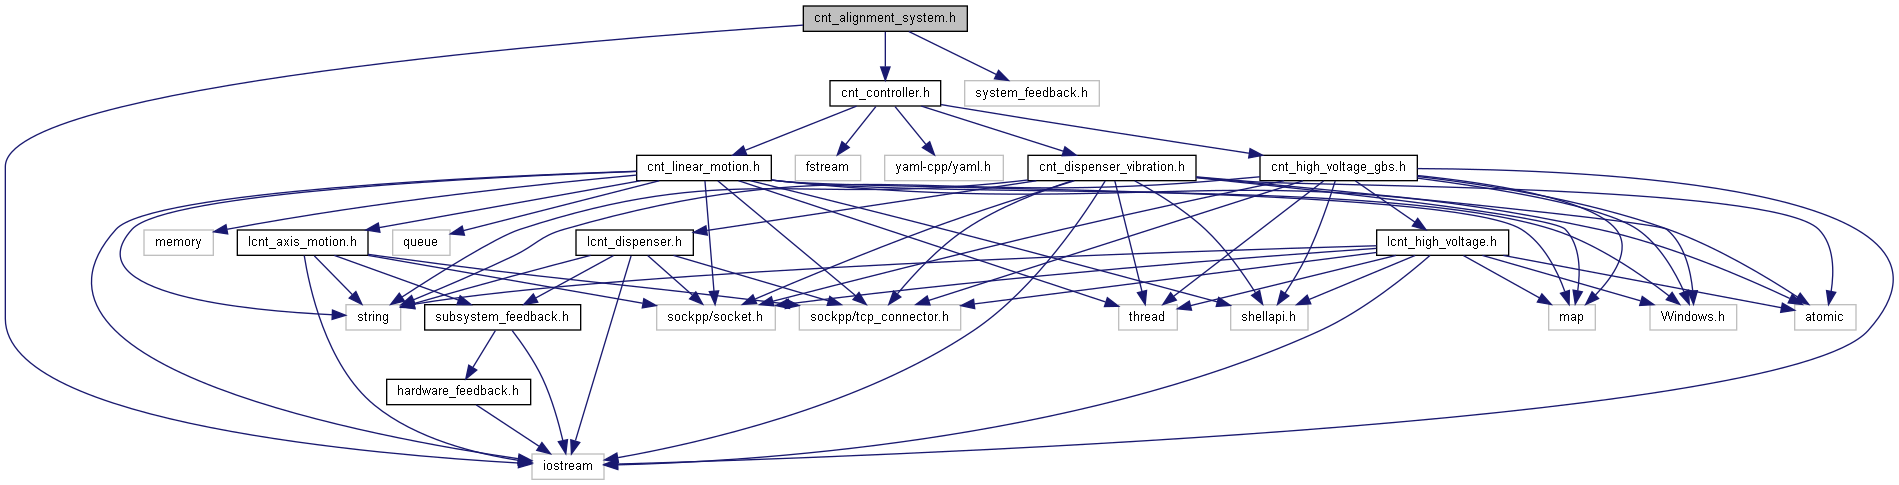 cnt_alignment_system.h
cnt_controller.h
system_feedback.h
cnt_linear_motion.h
fstream
yaml-cpp/yaml.h
cnt_dispenser_vibration.h
cnt_high_voltage_gbs.h
memory
lcnt_axis_motion.h
queue
lcnt_dispenser.h
lcnt_high_voltage.h
string
subsystem_feedback.h
sockpp/socket.h
sockpp/tcp_connector.h
thread
shellapi.h
map
Windows.h
atomic
hardware_feedback.h
iostream